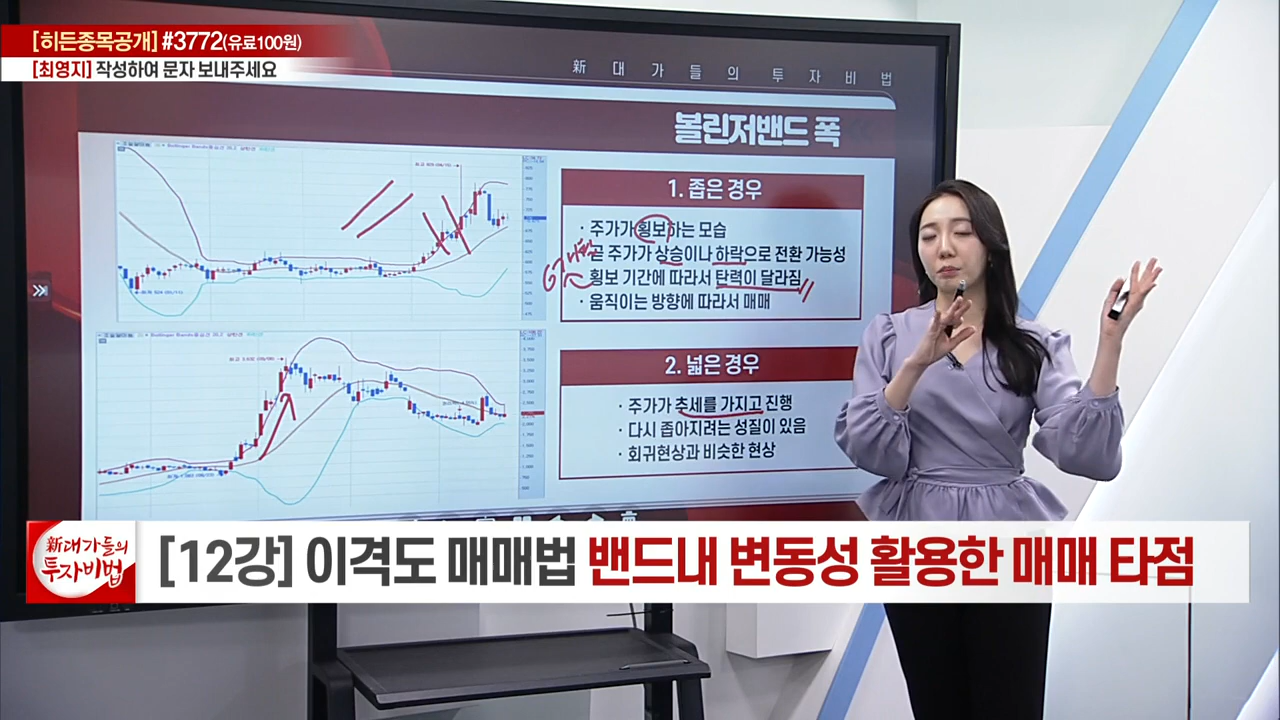 [히든종목공개] #3772(유료100원)
[최영지] 작성하여 문자 보내주세요
新 대 가 들 의 투 자 비 법
볼린저밴드 폭
1. 좁은 경우
· 주가가 횡보하는 모습
곧 주가가 상승이나 하락으로 전환 가능성
횡보 기간에 따라서 탄력이 달라짐
· 움직이는 방향에 따라서 매매
2. 넓은 경우
· 주가가 추세를 가지고 진행
· 다시 좁아지려는 성질이 있음
· 회귀현상과 비슷한 현상
新대가들의
투자비법
[12강] 이격도 매매법 밴드내 변동성 활용한 매매 타점